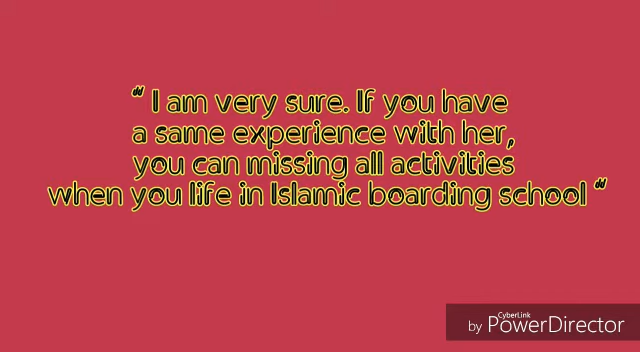 “ I am very sure. If you have
a same experience with her,
you can missing all activities
when you life in Islamic boarding school “
by CyberLink PowerDirector